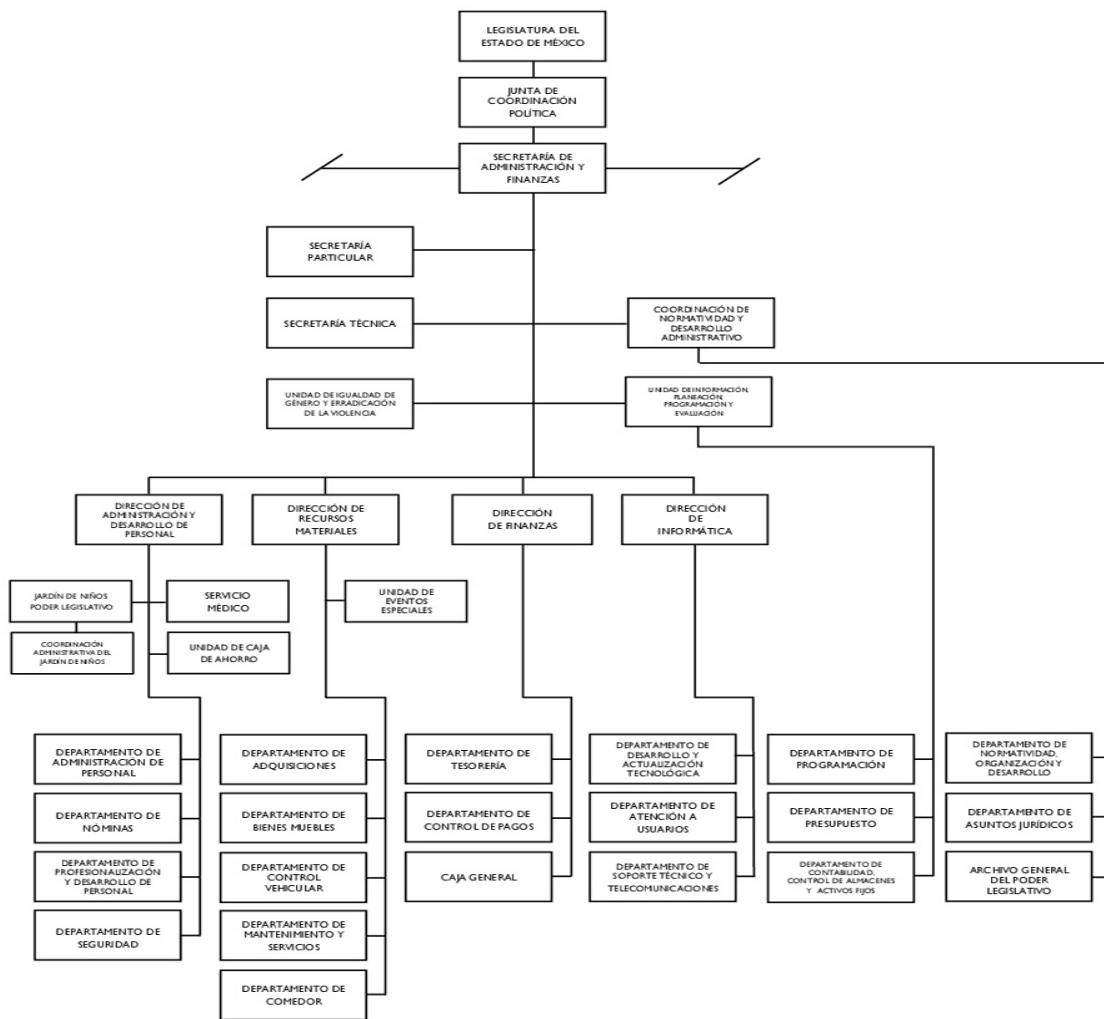 LEGISLATURA DEL
ESTADO DE MÉXICO
JUNTA DE
COORDINACIÓN
POLÍTICA
SECRETARÍA DE
ADMINISTRACIÓN Y
FINANZAS
SECRETARÍA
PARTICULAR
SECRETARÍA TÉCNICA
COORDINACIÓN DE
NORMATIVIDAD Y
DESARROLLO
ADMINISTRATIVO
UNIDAD DE IGUALDAD DE
GÉNERO Y ERRADICACIÓN
DE LA VIOLENCIA
UNIDAD DE INFORMACIÓN,
PLANEACIÓN,
PROGRAMACIÓN Y
EVALUACIÓN
DIRECCIÓN DE
ADMINISTRACIÓN Y
DESARROLLO DE
PERSONAL
DIRECCIÓN DE
RECURSOS
MATERIALES
DIRECCIÓN
DE FINANZAS
DIRECCIÓN
DE
INFORMÁTICA
JARDÍN DE NIÑOS
PODER LEGISLATIVO
SERVICIO
MÉDICO
UNIDAD DE
EVENTOS
ESPECIALES
COORDINACIÓN
ADMINISTRATIVA DEL
JARDÍN DE NIÑOS
UNIDAD DE CAJA
DE AHORRO
DEPARTAMENTO DE
ADMINISTRACIÓN DE
PERSONAL
DEPARTAMENTO DE
ADQUISICIONES
DEPARTAMENTO DE
TESORERÍA
DEPARTAMENTO DE
DESARROLLO Y
ACTUALIZACIÓN
TECNOLÓGICA
DEPARTAMENTO DE
PROGRAMACIÓN
DEPARTAMENTO DE
NORMATIVIDAD,
ORGANIZACIÓN Y
DESARROLLO
DEPARTAMENTO DE
NÓMINAS
DEPARTAMENTO DE
BIENES MUEBLES
DEPARTAMENTO DE
CONTROL DE PAGOS
DEPARTAMENTO DE
ATENCIÓN A
USUARIOS
DEPARTAMENTO DE
PRESUPUESTO
DEPARTAMENTO DE
ASUNTOS JURÍDICOS
DEPARTAMENTO DE
PROFESIONALIZACIÓN
Y DESARROLLO DE
PERSONAL
DEPARTAMENTO DE
CONTROL
VEHICULAR
CAJA GENERAL
DEPARTAMENTO DE
SOPORTE TÉCNICO Y
TELECOMUNICACIONES
DEPARTAMENTO DE
CONTABILIDAD,
CONTROL DE ALMACENES
Y ACTIVOS FIJOS
ARCHIVO GENERAL
DEL PODER
LEGISLATIVO
DEPARTAMENTO DE
SEGURIDAD
DEPARTAMENTO DE
MANTENIMIENTO Y
SERVICIOS
DEPARTAMENTO DE
COMEDOR